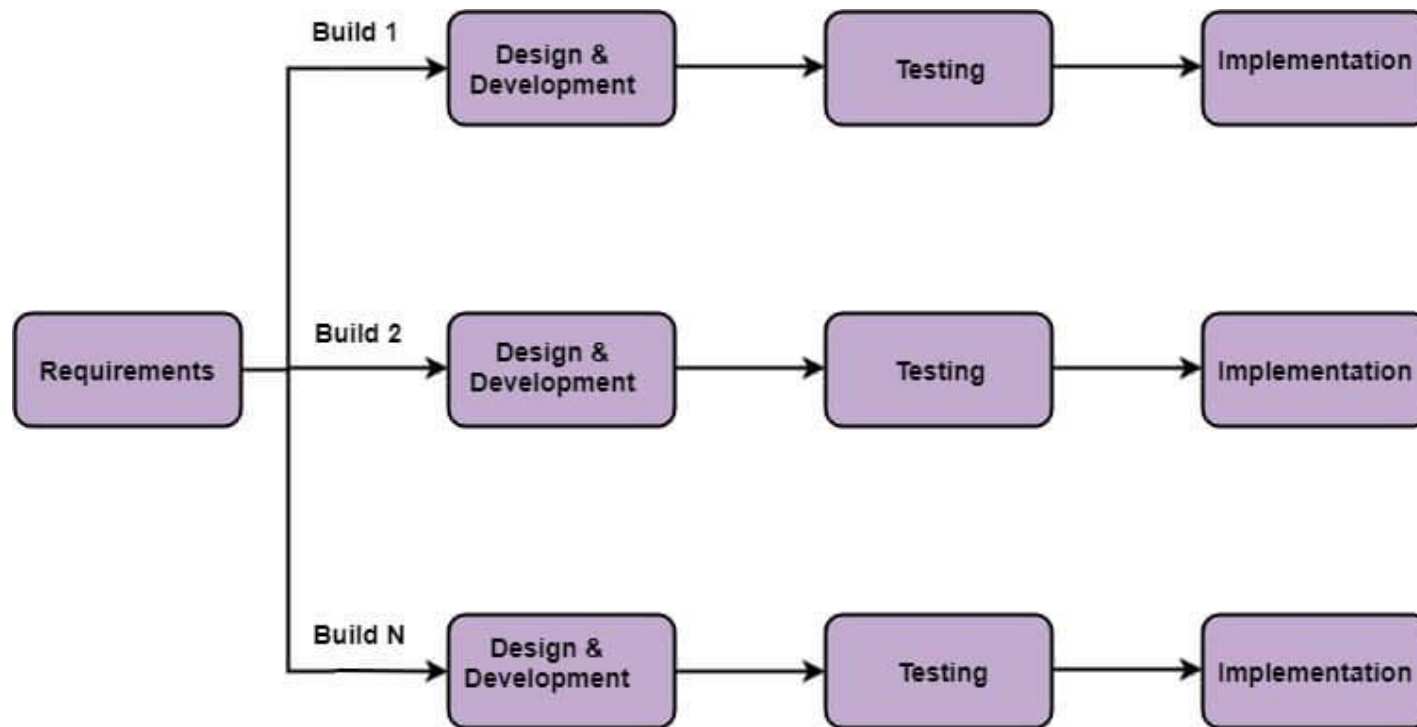 Build 1
Design &
Development
Testing
Implementation
Requirements
Build 2
Design &
Development
Testing
Implementation
Build N
Design &
Development
Testing
Implementation